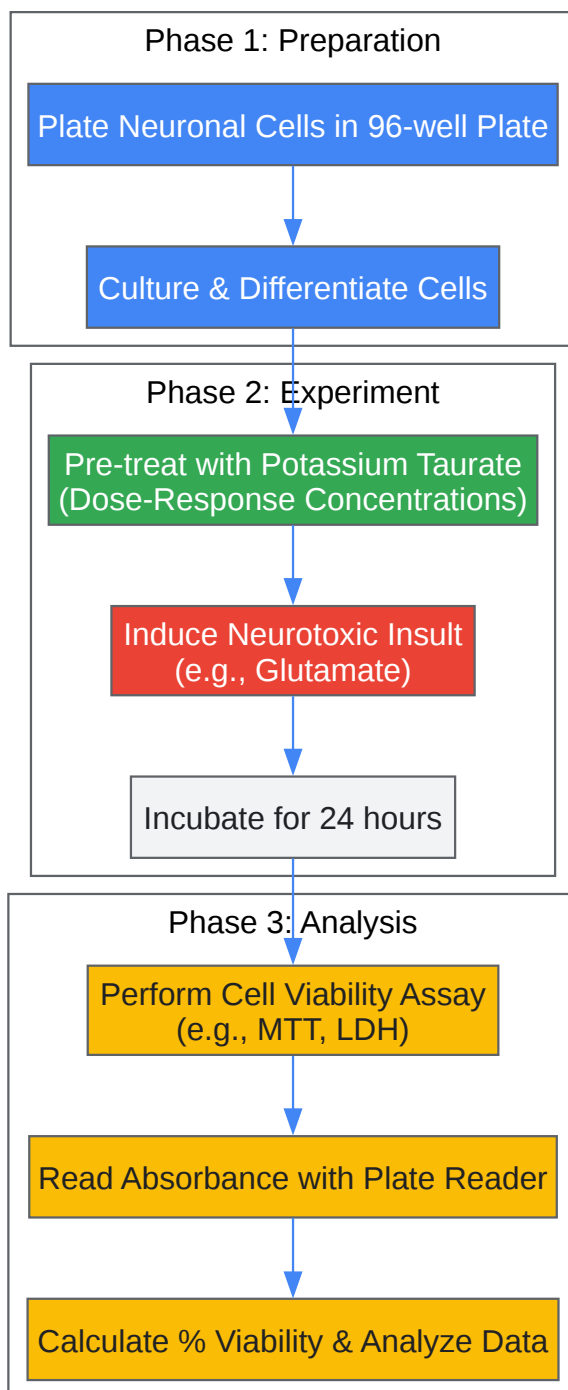 Phase 1: Preparation
Plate Neuronal Cells in 96-well Plate
Culture & Differentiate Cells
Phase 2: Experiment
Pre-treat with Potassium Taurate
(Dose-Response Concentrations)
Induce Neurotoxic Insult
(e.g., Glutamate)
Incubate for 24 hours
Phase 3: Analysis
Perform Cell Viability Assay
(e.g., MTT, LDH)
Read Absorbance with Plate Reader
Calculate % Viability & Analyze Data